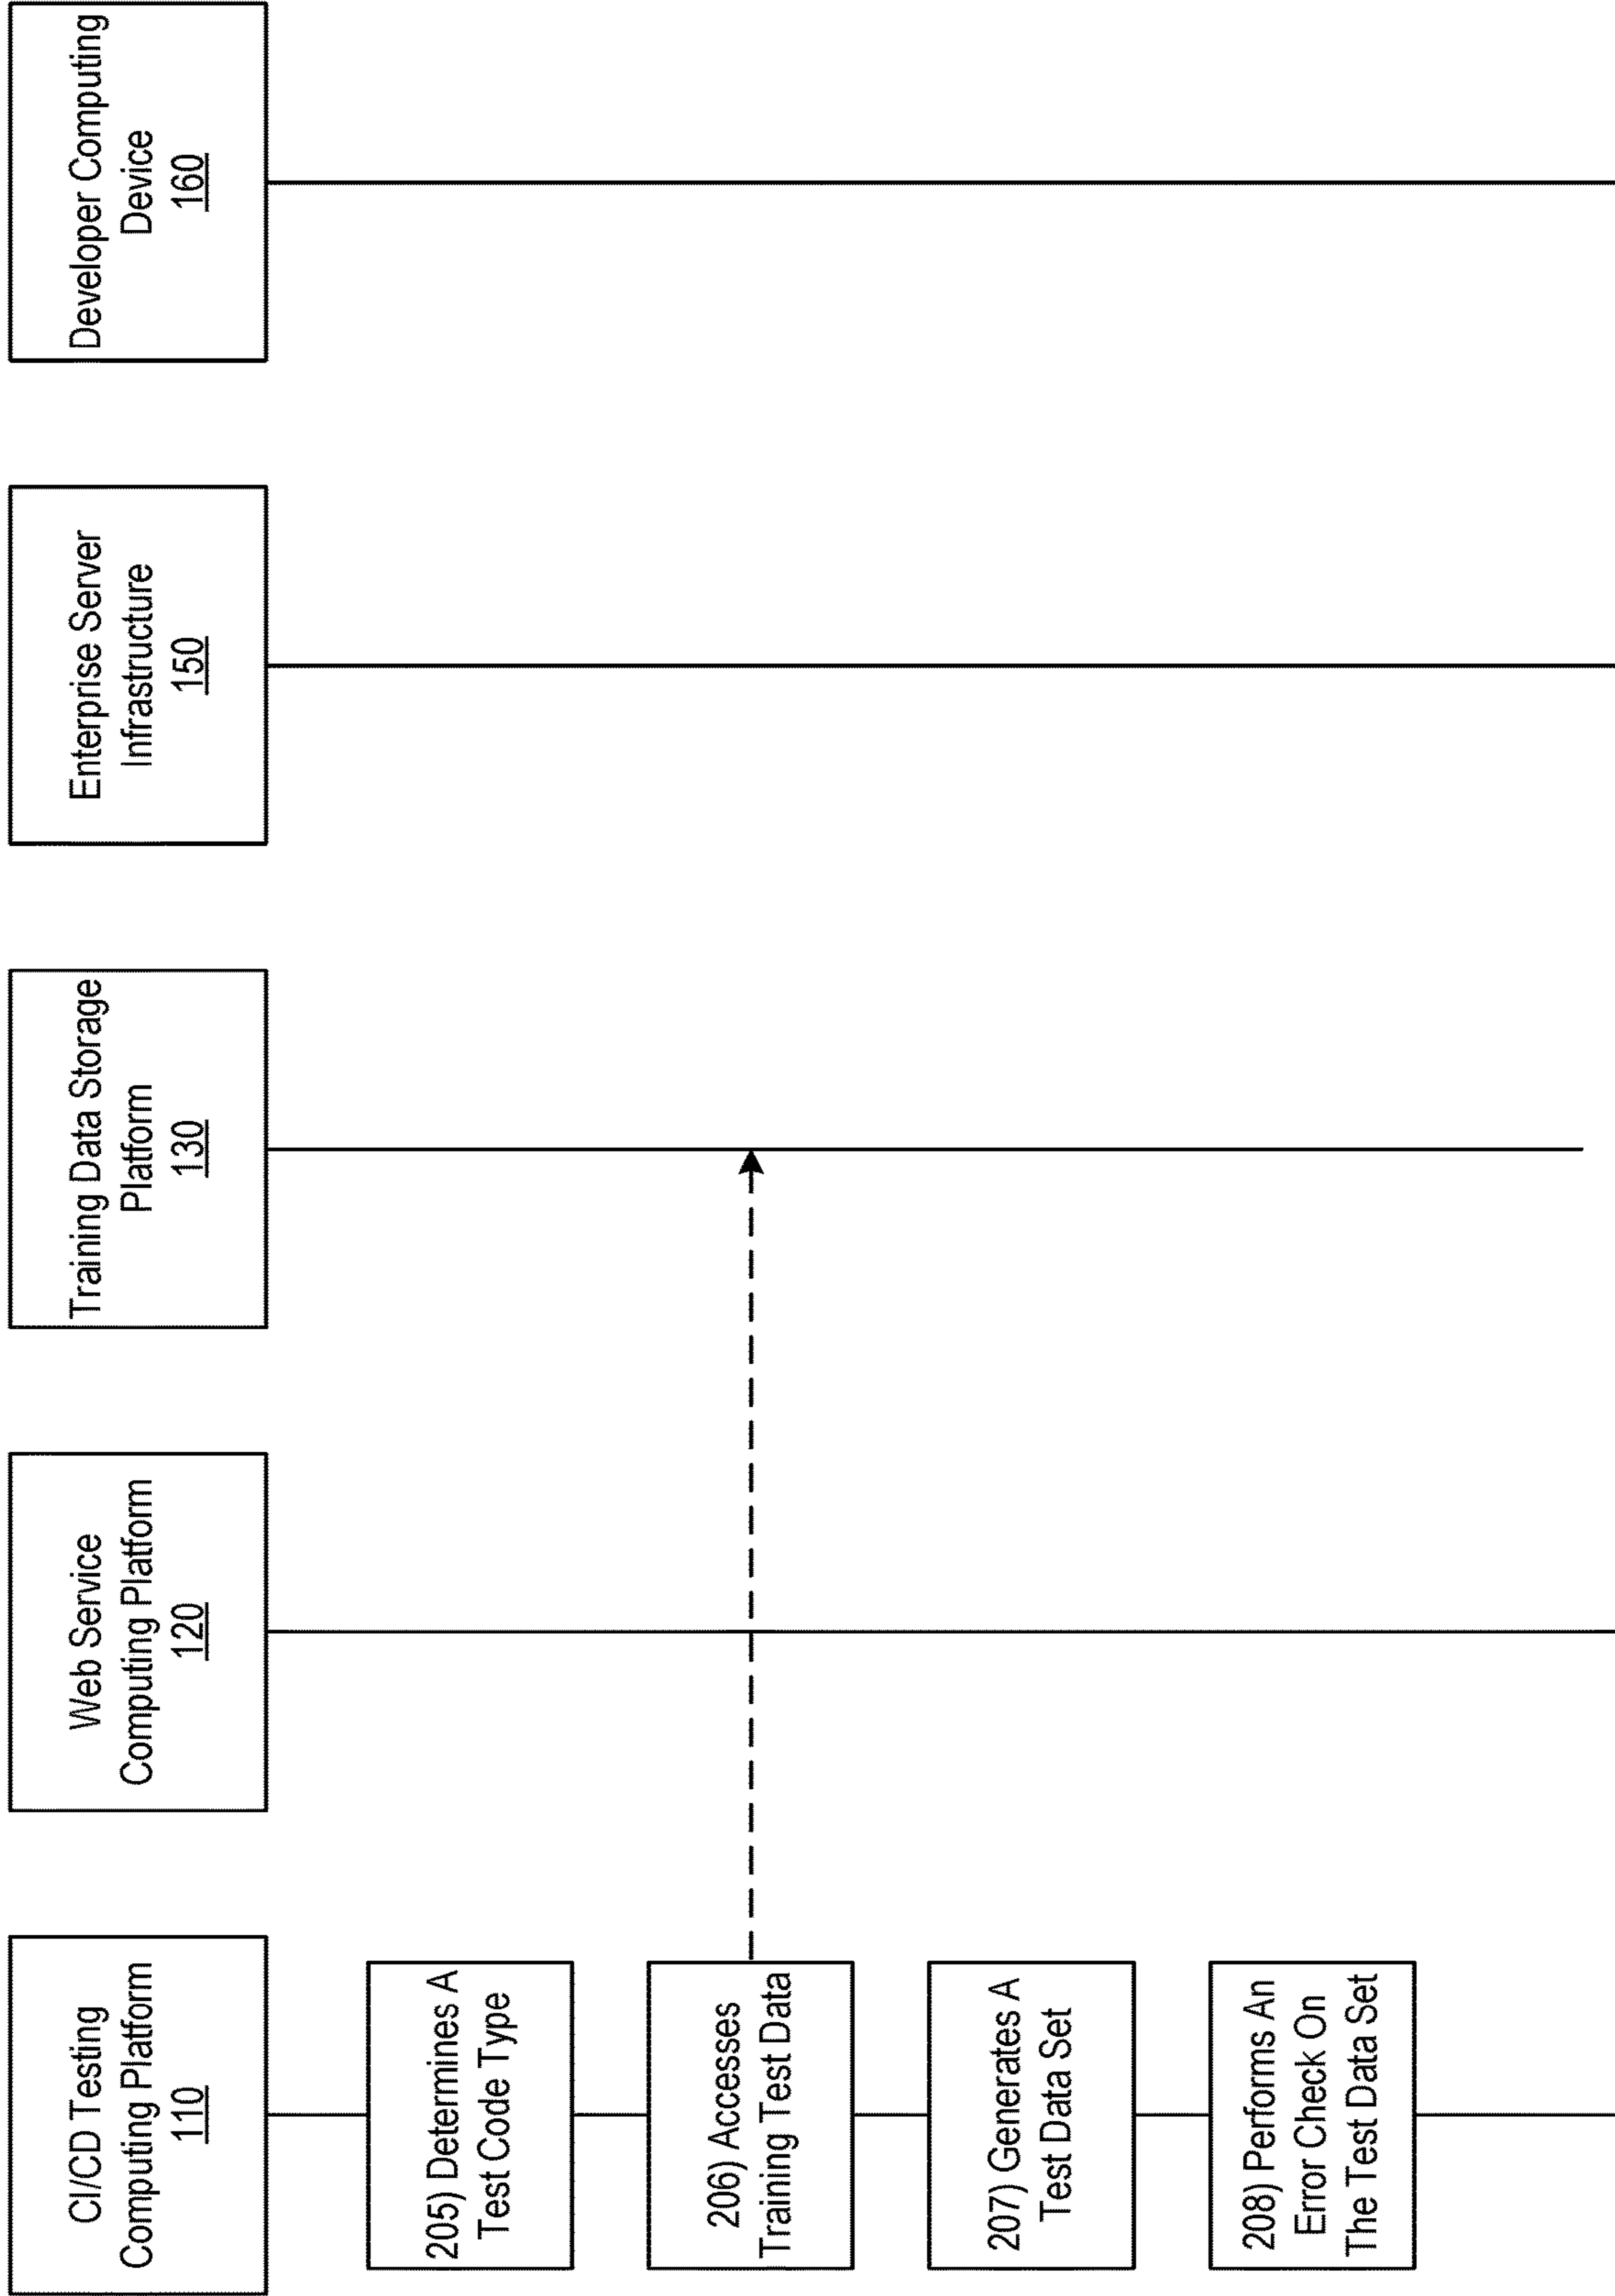 CI/CD Testing
Computing Platform
110
Web Service
Computing Platform
120
Training Data Storage
Platform
130
Enterprise Server
Infrastructure
150
Developer Computing
Device
160
205) Determines A
Test Code Type
206) Accesses
Training Test Data
207) Generates A
Test Data Set
208) Performs An
Error Check On
The Test Data Set